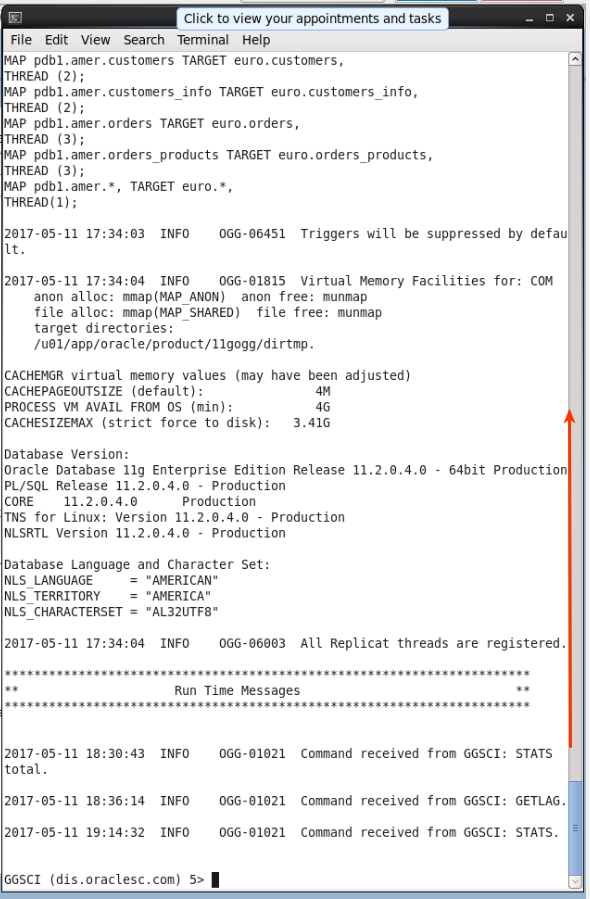 Click to view your appointments and tasks
File Edit View Search Terminal Help
MAP pdb1.amer.customers TARGET euro.customers,
THREAD (2);
MAP pdb1.amer.customers_info TARGET euro.customers_info,
THREAD (2);
MAP pdb1.amer.orders TARGET euro.orders,
THREAD (3);
MAP pdb1.amer.orders_products TARGET euro.orders_products,
THREAD (3);
MAP pdb1.amer.*, TARGET euro.*,
THREAD(1);
2017-05-11 17:34:03  INFO    OGG-06451  Triggers will be suppressed by defau
lt.
2017-05-11 17:34:04  INFO    OGG-01815  Virtual Memory Facilities for: COM
    anon alloc: mmap(MAP_ANON)  anon free: munmap
    file alloc: mmap(MAP_SHARED)  file free: munmap
    target directories:
    /u01/app/oracle/product/11gogg/dirtmp.
CACHEMGR virtual memory values (may have been adjusted)
CACHEPAGEOUTSIZE (default):               4M
PROCESS VM AVAIL FROM OS (min):           4G
CACHESIZEMAX (strict force to disk):   3.41G
Database Version:
Oracle Database 11g Enterprise Edition Release 11.2.0.4.0 - 64bit Production
PL/SQL Release 11.2.0.4.0 - Production
CORE    11.2.0.4.0      Production
TNS for Linux: Version 11.2.0.4.0 - Production
NLSRTL Version 11.2.0.4.0 - Production
Database Language and Character Set:
NLS_LANGUAGE     = "AMERICAN"
NLS_TERRITORY    = "AMERICA"
NLS_CHARACTERSET = "AL32UTF8"
2017-05-11 17:34:04  INFO    OGG-06003  All Replicat threads are registered.
***********************************************************************
**                     Run Time Messages                             **
***********************************************************************
2017-05-11 18:30:43  INFO    OGG-01021  Command received from GGSCI: STATS
total.
2017-05-11 18:36:14  INFO    OGG-01021  Command received from GGSCI: GETLAG.
2017-05-11 19:14:32  INFO    OGG-01021  Command received from GGSCI: STATS.
GGSCI (dis.oraclesc.com) 5>